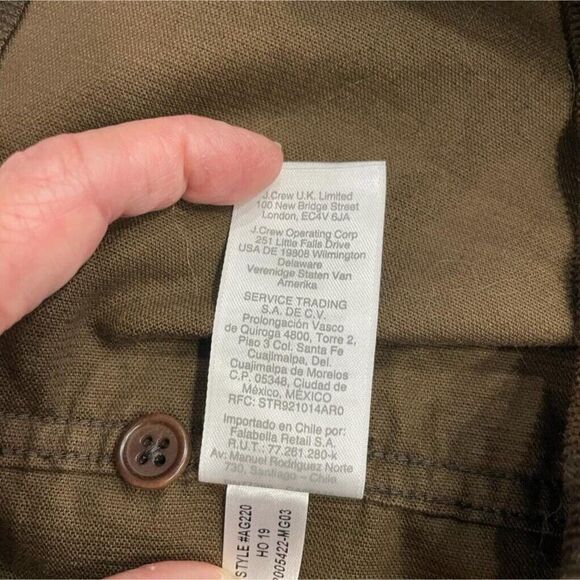 J.Crew U.K. Limited
100 New Bridge Street
London, EC4V 6JA
J.Crew Operating Corp
251 Little Falls Drive
USA DE 19808 Wilmington
Delaware
Verenidge Staten Van
Amerika
SERVICE TRADING
S.A. DE C.V.
Prolongación Vasco
de Quiroga 4800, Torre 2,
Piso 3 Col. Santa Fe
Cuajimalpa, Del.
Cuajimalpa de Morelos
C.P. 05348, Ciudad de
México, MÉXICO
RFC: STR921014AR0
Importado en Chile por:
Falabella Retail S.A.
R.U.T.: 77.261.280-k
Av: Manuel Rodriguez Norte
730, Santiago - Chile
STYLE #AG220
HO 19
2005422-MG03